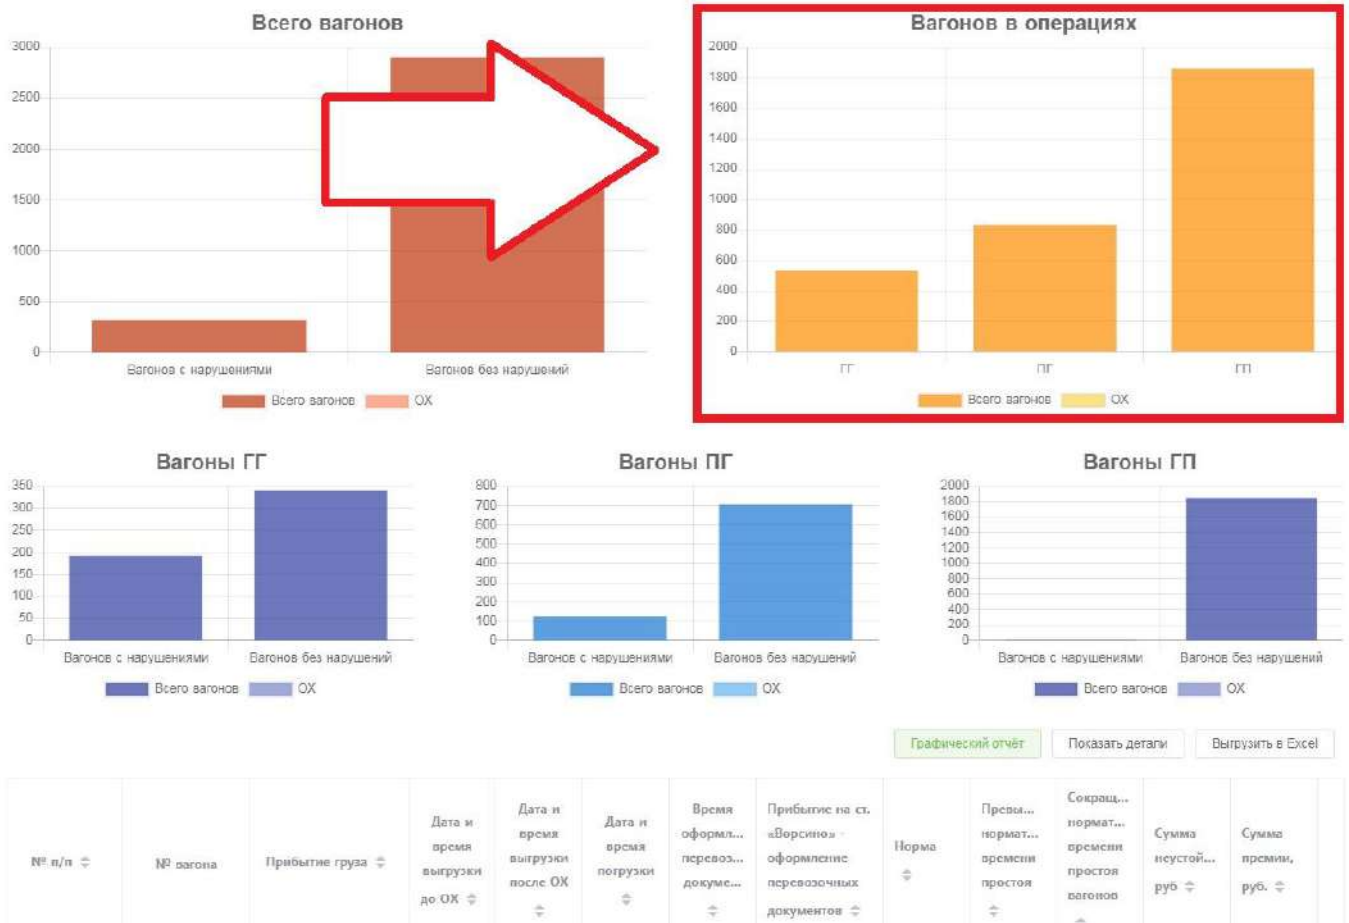 Всего вагонов
3000
2500
2000
1500
1000
500
0
Вагонов с нарушениями
Вагонов без нарушений
Всего вагонов
ОХ
Вагонов в операциях
2000
1800
1600
1400
1200
1000
800
600
400
200
0
ГГ
ПГ
ГП
Всего вагонов
ОХ
Вагоны ГГ
350
300
250
200
150
100
50
0
Вагонов с нарушениями
Вагонов без нарушений
Всего вагонов
ОХ
Вагоны ПГ
800
700
600
500
400
300
200
100
0
Вагонов с нарушениями
Вагонов без нарушений
Всего вагонов
ОХ
Вагоны ГП
2000
1800
1600
1400
1200
1000
800
600
400
200
0
Вагонов с нарушениями
Вагонов без нарушений
Всего вагонов
ОХ
Графический отчёт
Показать детали
Выгрузить в Excel
№ п/п
№ вагона
Прибытие груза
Дата и
время
выгрузки
до ОХ
Дата и
время
выгрузки
после ОХ
Дата и
время
погрузки
Время
оформл...
перевоз...
докуме...
Прибытие на ст.
«Ворсино» -
оформление
перевозочных
документов
Норма
Превы...
нормат...
времени
простоя
Сокращ...
нормат...
времени
простоя
вагонов
Сумма
неустой...
руб
Сумма
премии,
руб.